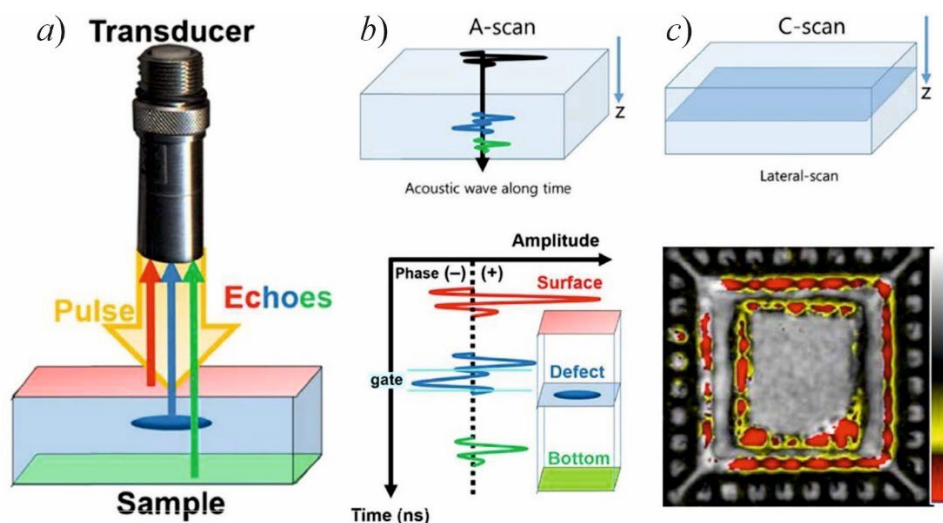 a)
Transducer
Pulse
Echoes
Sample
b)
A-scan
z
Acoustic wave along time
Amplitude
Phase (–) (+)
Surface
gate
Defect
Bottom
Time (ns)
c)
C-scan
z
Lateral-scan